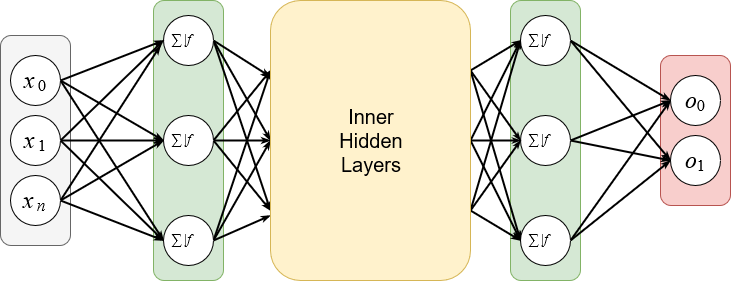 x0
x1
xn
∑|f
∑|f
∑|f
Inner
Hidden
Layers
∑|f
∑|f
∑|f
o0
o1